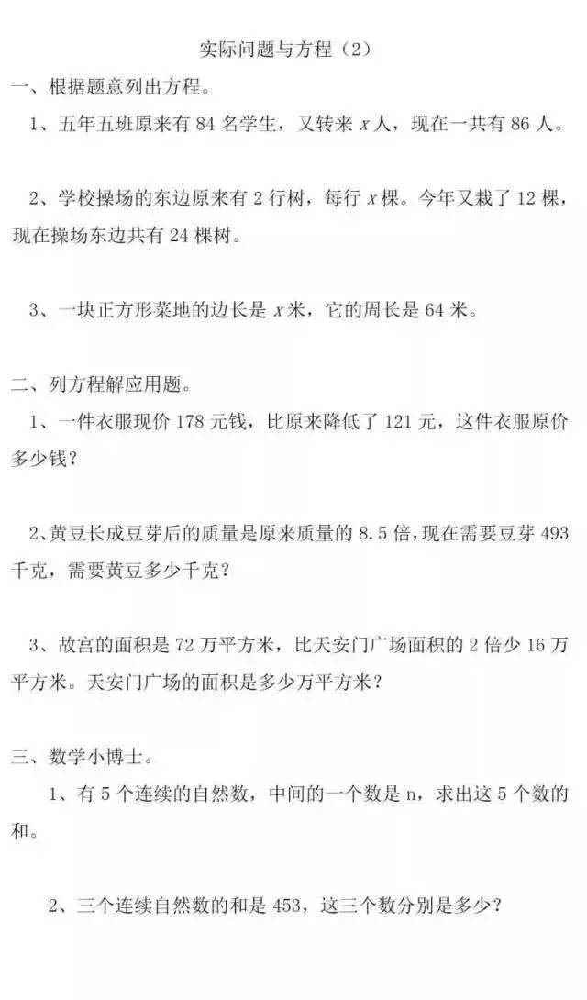 实际问题与方程（2）
一、根据题意列出方程。
1、五年五班原来有 84 名学生，又转来 x 人，现在一共有 86 人。
2、学校操场的东边原来有 2 行树，每行 x 棵。今年又栽了 12 棵，
现在操场东边共有 24 棵树。
3、一块正方形菜地的边长是 x 米，它的周长是 64 米。
二、列方程解应用题。
1、一件衣服现价 178 元钱，比原来降低了 121 元，这件衣服原价
多少钱？
2、黄豆长成豆芽后的质量是原来质量的 8.5 倍，现在需要豆芽 493
千克，需要黄豆多少千克？
3、故宫的面积是 72 万平方米，比天安门广场面积的 2 倍少 16 万
平方米。天安门广场的面积是多少万平方米？
三、数学小博士。
1、有 5 个连续的自然数，中间的一个数是 n，求出这 5 个数的
和。
2、三个连续自然数的和是 453，这三个数分别是多少？